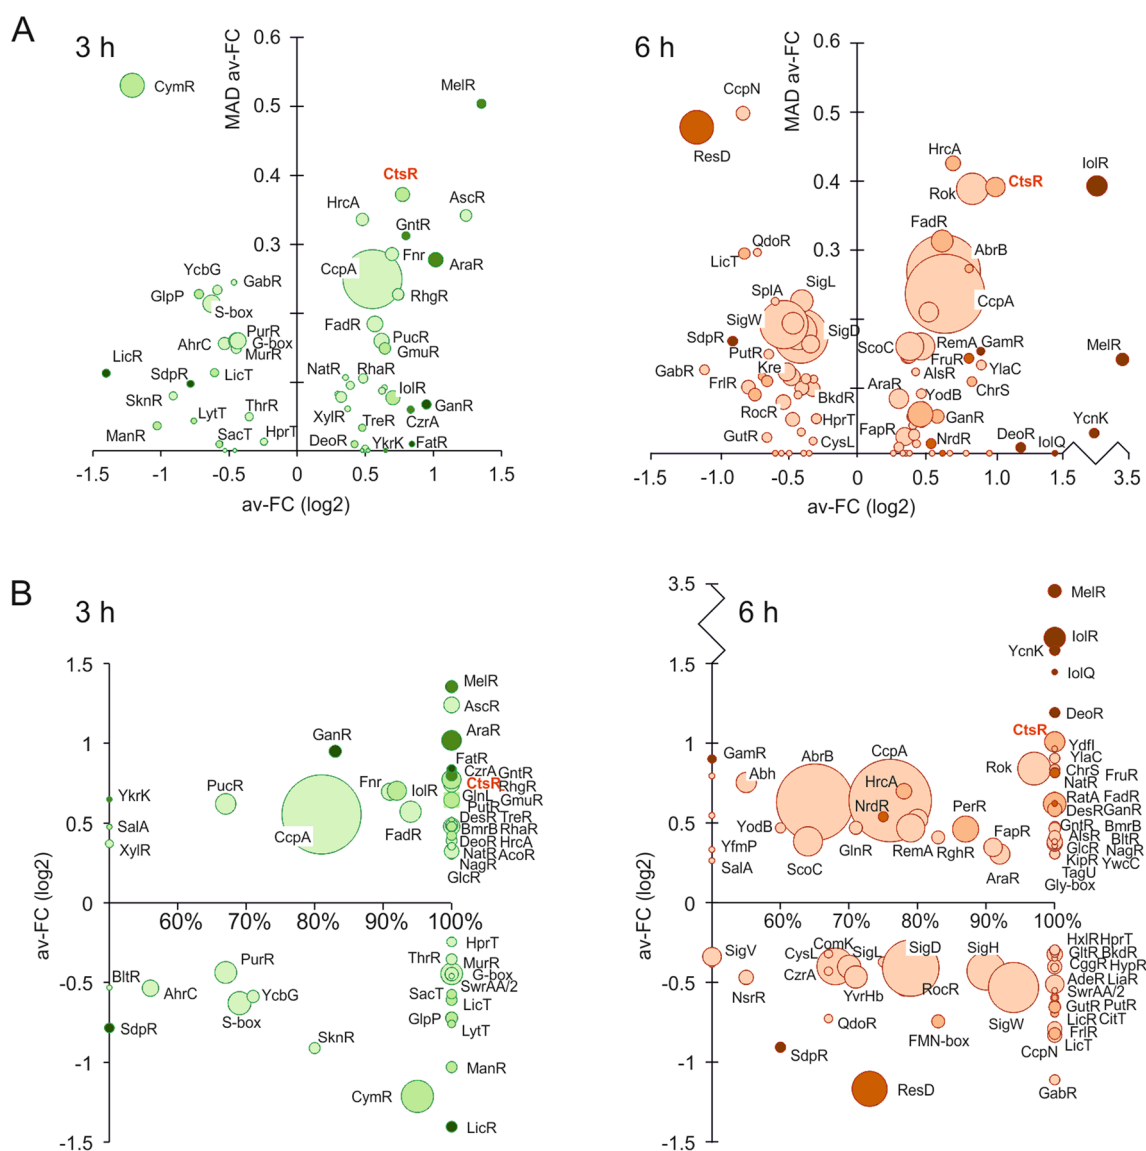 A
3 h
6 h
0.6
0.5
0.4
0.3
MAD av-FC
CymR
MelR
CtsR
HrcA
AscR
GntR
Fnr
CcpA
AraR
RhgR
YcbG
GabR
GlpP
S-box
FadR
PurR
PucR
AhrC
G-box
MurR
GmuR
LicR
SdpR
LicT
NatR
RhaR
IolR
SknR
GanR
XylR
LytT
ThrR
TreR
CzrA
ManR
SacT
HprT
DeoR
YkrK
FatR
-1.5
-1
-0.5
0
0.5
1
1.5
av-FC (log2)
0.6
0.5
0.4
0.3
MAD av-FC
CcpN
ResD
HrcA
IolR
CtsR
Rok
FadR
QdoR
AbrB
LicT
SplA
SigL
CcpA
SigW
SigD
SdpR
ScoC
RemA
GamR
PutR
FruR
MelR
GabR
Kre
AlsR
YlaC
FrlR
AraR
ChrS
BkdR
YodB
RocR
HprT
GanR
YcnK
FapR
GutR
CysL
NrdR
DeoR
IolQ
-1.5
-1.0
-0.5
0
0.5
1.0
1.5
3.5
av-FC (log2)
B
3 h
6 h
1.5
1
0.5
0
-0.5
-1
-1.5
av-FC (log2)
60%
70%
80%
90%
100%
MelR
AscR
GanR
AraR
FatR
CzrA
GntR
CtsR
RhgR
PucR
Fnr
IolR
GlnL
GmuR
YkrK
PutR
FadR
DesR
TreR
SalA
BmrB
RhaR
CcpA
DeoR
HrcA
XylR
NatR
AcoR
NagR
GlcR
HprT
ThrR
MurR
PurR
G-box
BltR
SwrAA/2
AhrC
YcbG
SacT
LicT
S-box
GlpP
SdpR
LytT
SknR
ManR
CymR
LicR
3.5
1.5
1
0.5
0
-0.5
-1
-1.5
av-FC (log2)
60%
70%
80%
90%
100%
MelR
IolR
YcnK
IolQ
DeoR
CtsR
YdfI
GamR
AbrB
CcpA
YlaC
Abh
Rok
ChrS
FruR
HrcA
NatR
NrdR
PerR
RatA
FadR
DesR
GanR
YodB
FapR
GntR
BmrB
YfmP
GlnR
RemA
AlsR
BltR
RghR
GlcR
NagR
SalA
ScoC
KipR
YwcC
AraR
TagU
Gly-box
HxlR
HprT
SigV
CysL
ComK
SigL
SigD
SigH
GltR
BkdR
CggR
HypR
CzrA
AdeR
LiaR
NsrR
YvrHb
RocR
SwrAA/2
GutR
PutR
QdoR
SigW
LicR
CitT
FMN-box
FrlR
SdpR
CcpN
LicT
ResD
GabR